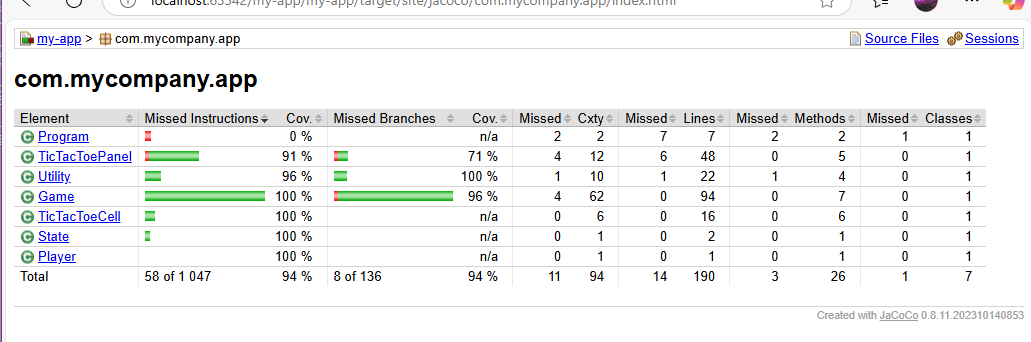 localhost:63342/my-app/my-app/target/site/jacoco/com.mycompany.app/index.html
my-app > com.mycompany.app Source Files Sessions
com.mycompany.app
Element Missed Instructions Cov. Missed Branches Cov. Missed Cxty Missed Lines Missed Methods Missed Classes
Program 0 % n/a 2 2 7 7 2 2 1 1
TicTacToePanel 91 % 71 % 4 12 6 48 0 5 0 1
Utility 96 % 100 % 1 10 1 22 1 4 0 1
Game 100 % 96 % 4 62 0 94 0 7 0 1
TicTacToeCell 100 % n/a 0 6 0 16 0 6 0 1
State 100 % n/a 0 1 0 2 0 1 0 1
Player 100 % n/a 0 1 0 1 0 1 0 1
Total 58 of 1 047 94 % 8 of 136 94 % 11 94 14 190 3 26 1 7
Created with JaCoCo 0.8.11.202310140853